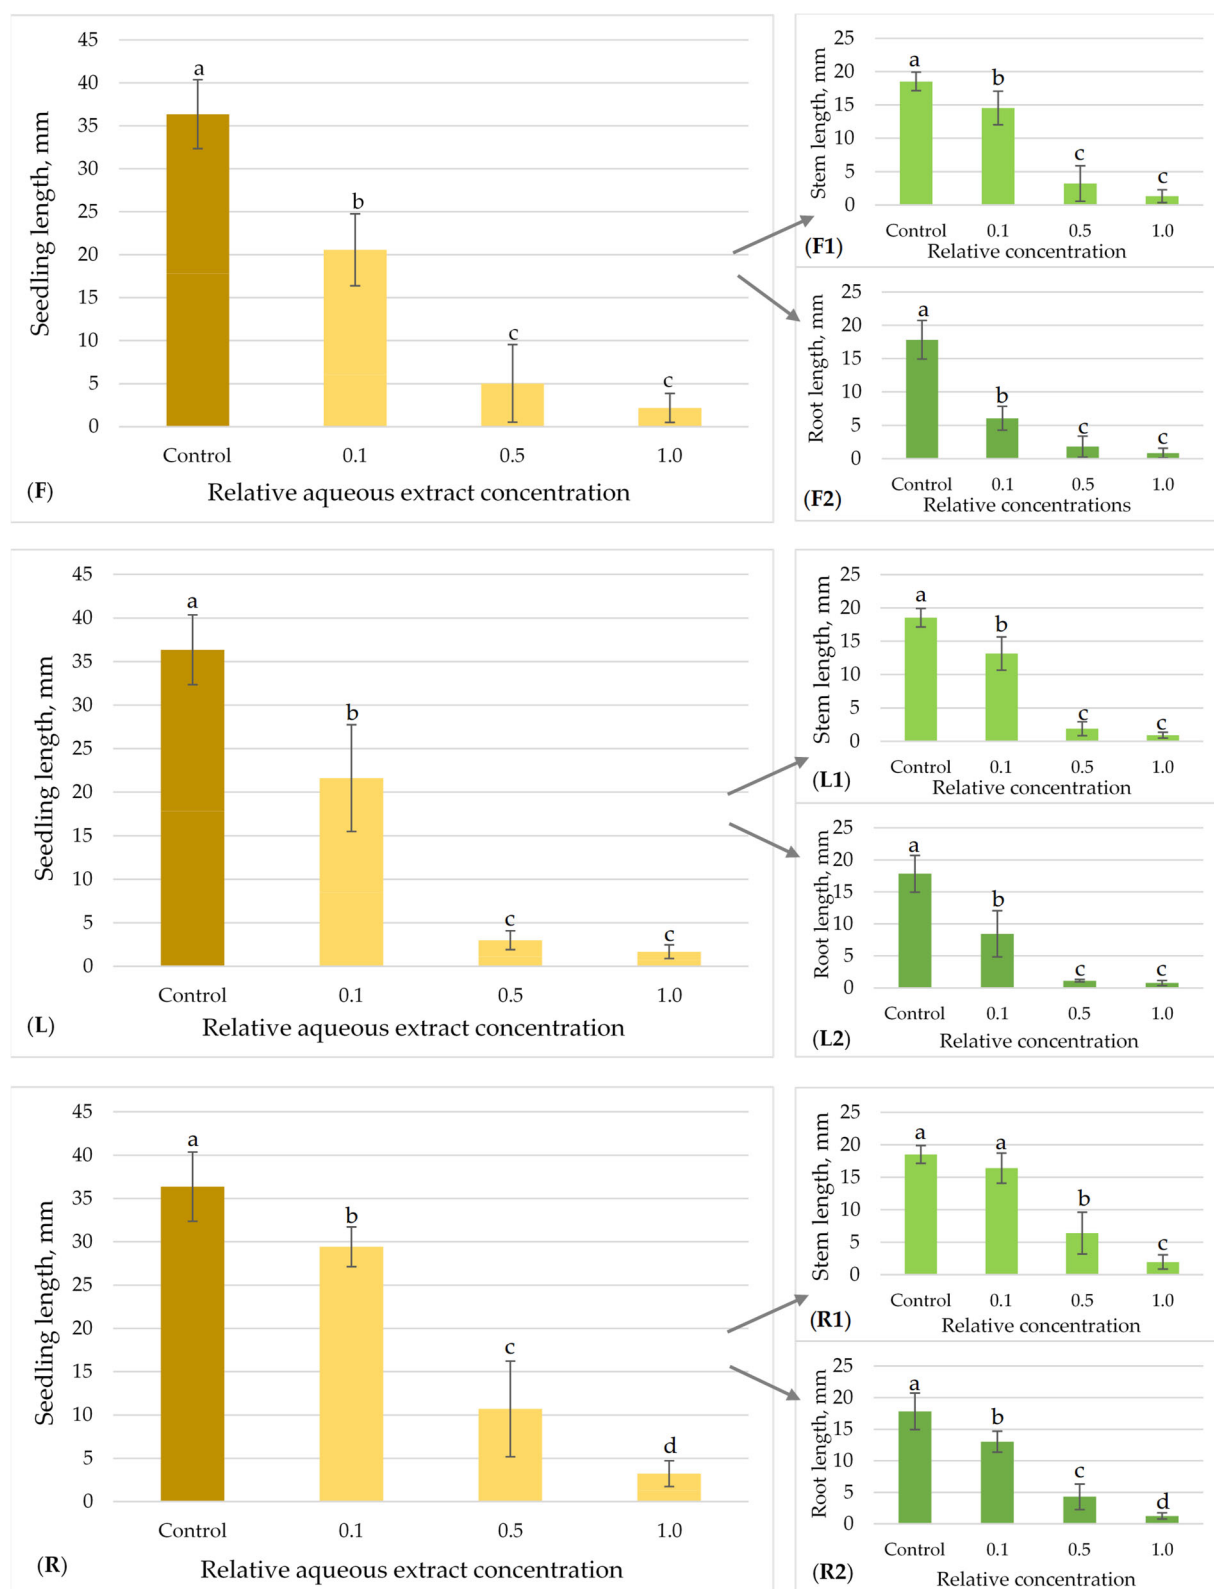 45
40
35
30
25
20
15
10
5
0
Seedling length, mm
a
b
c
c
Control 0.1 0.5 1.0
(F) Relative aqueous extract concentration
25
20
15
10
5
0
Stem length, mm
a
b
c
c
Control 0.1 0.5 1.0
(F1) Relative concentration
25
20
15
10
5
0
Root length, mm
a
b
c
c
Control 0.1 0.5 1.0
(F2) Relative concentrations
45
40
35
30
25
20
15
10
5
0
Seedling length, mm
a
b
c
c
Control 0.1 0.5 1.0
(L) Relative aqueous extract concentration
25
20
15
10
5
0
Stem length, mm
a
b
c
c
Control 0.1 0.5 1.0
(L1) Relative concentration
25
20
15
10
5
0
Root length, mm
a
b
c
c
Control 0.1 0.5 1.0
(L2) Relative concentration
45
40
35
30
25
20
15
10
5
0
Seedling length, mm
a
b
c
d
Control 0.1 0.5 1.0
(R) Relative aqueous extract concentration
25
20
15
10
5
0
Stem length, mm
a
a
b
c
Control 0.1 0.5 1.0
(R1) Relative concentration
25
20
15
10
5
0
Root length, mm
a
b
c
d
Control 0.1 0.5 1.0
(R2) Relative concentration